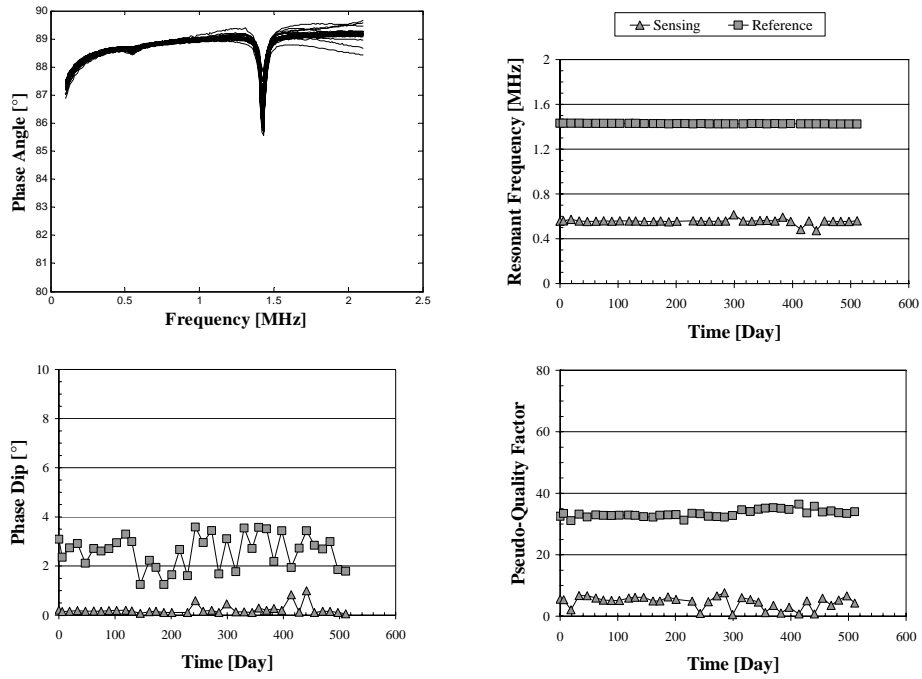 90
89
88
87
86
85
84
83
82
81
80
Phase Angle [°]
0 0.5 1 1.5 2 2.5
Frequency [MHz]
Sensing Reference
2
1.6
1.2
0.8
0.4
0
Resonant Frequency [MHz]
0 100 200 300 400 500 600
Time [Day]
10
8
6
4
2
0
Phase Dip [°]
0 100 200 300 400 500 600
Time [Day]
80
60
40
20
0
Pseudo-Quality Factor
0 100 200 300 400 500 600
Time [Day]